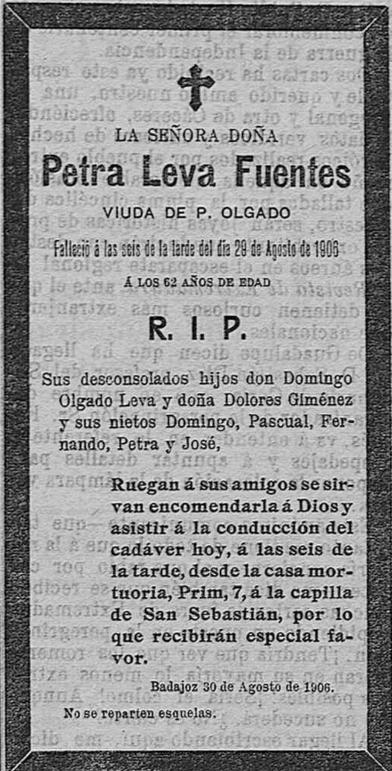 LA SEÑORA DOÑA
Petra Leva Fuentes
VIUDA DE P. OLGADO
Falleció á las seis de la tarde del día 29 de Agosto de 1906
Á LOS 62 AÑOS DE EDAD
R. I. P.
Sus desconsolados hijos don Domingo
Olgado Leva y doña Dolores Giménez
y sus nietos Domingo, Pascual, Fer-
nando, Petra y José,
Ruegan á sus amigos se sir-
van encomendarla á Dios y
asistir á la conducción del
cadáver hoy, á las seis de
la tarde, desde la casa mor-
tuoria, Prim, 7, á la capilla
de San Sebastián, por lo
que recibirán especial fa-
vor.
Badajoz 30 de Agosto de 1906.
No se reparten esquelas.